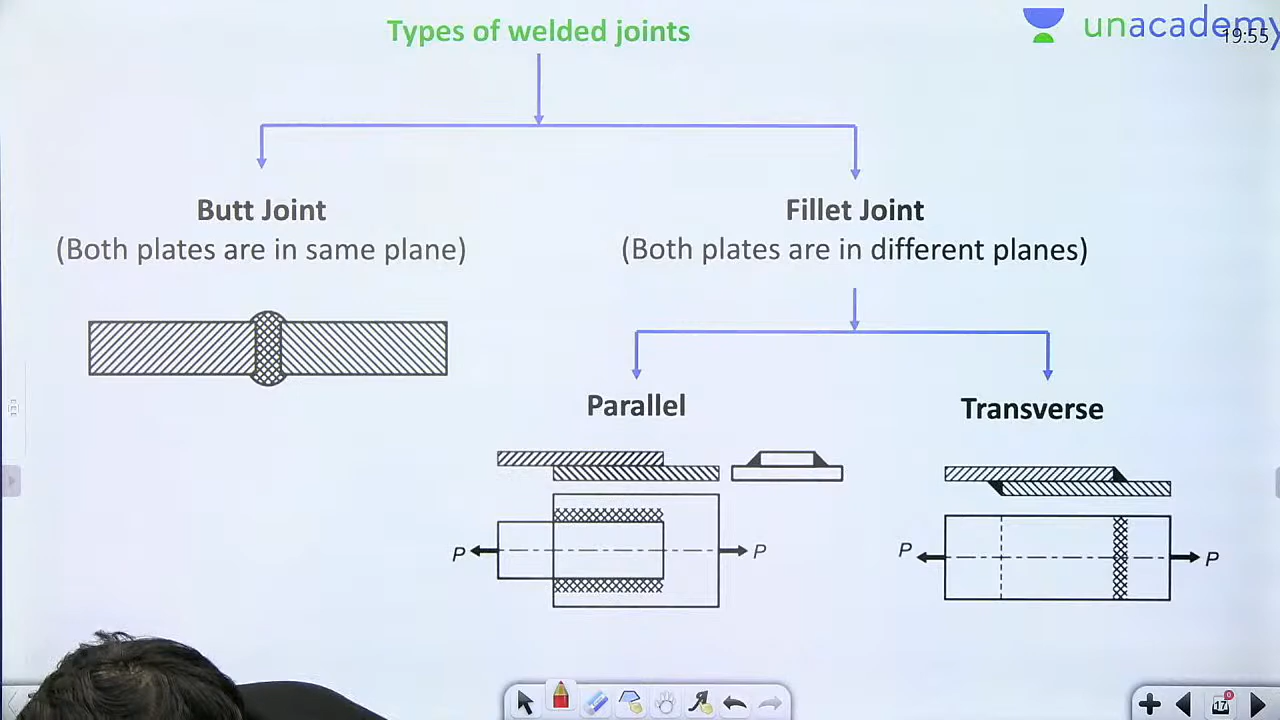 Types of welded joints
unacademy
19:55
Butt Joint
(Both plates are in same plane)
Fillet Joint
(Both plates are in different planes)
Parallel
Transverse
P
P
P
P
17